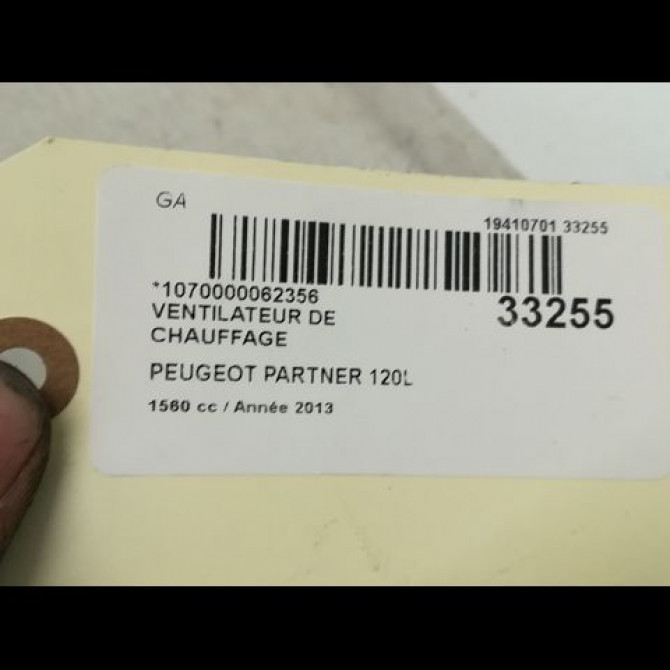 GA
19410701 33255
*1070000062356
33255
VENTILATEUR DE
CHAUFFAGE
PEUGEOT PARTNER 120L
1560 cc / Année 2013